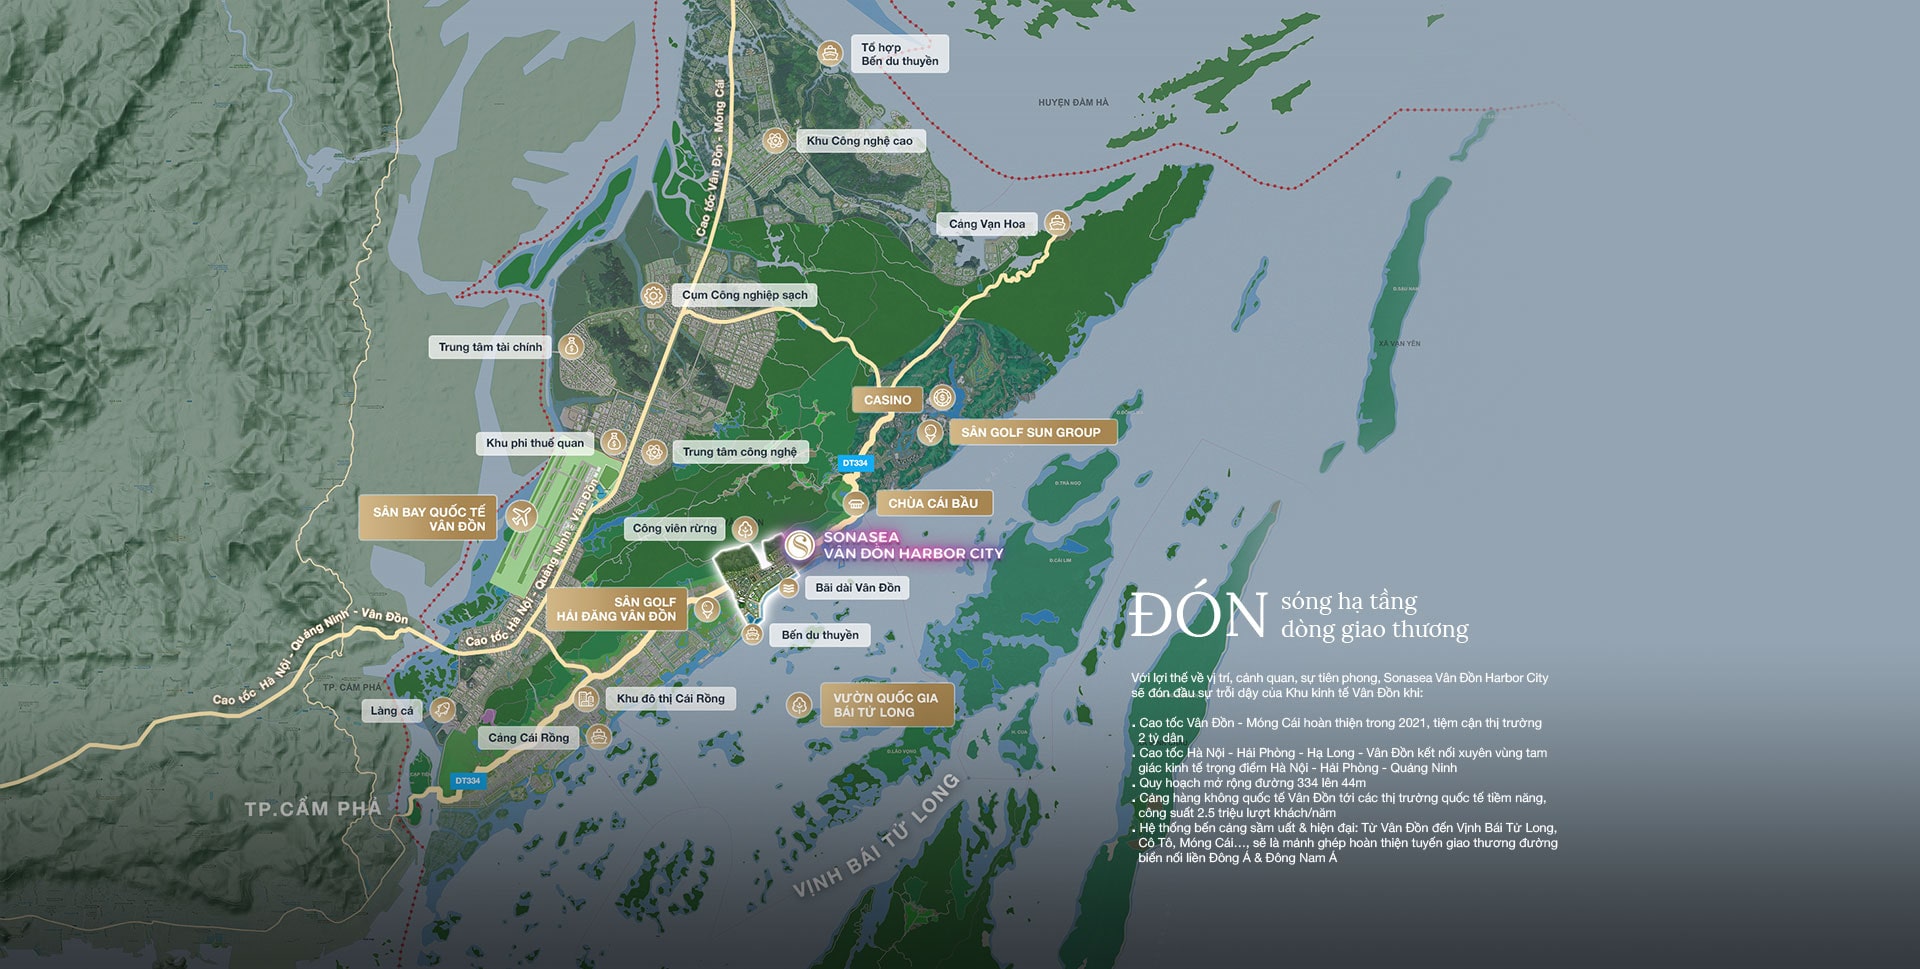 Tổ hợp
Bến du thuyền
HUYỆN ĐẦM HÀ
Cao tốc Vân Đồn - Móng Cái
Khu Công nghệ cao
Cảng Vạn Hoa
Cụm Công nghiệp sạch
Trung tâm tài chính
XÃ VẠN YÊN
CASINO
SÂN GOLF SUN GROUP
Khu phi thuế quan
Trung tâm công nghệ
DT334
Đ.TRÀ NGỌ
SÂN BAY QUỐC TẾ
VÂN ĐỒN
CHÙA CÁI BẦU
Công viên rừng
SONASEA
VÂN ĐỒN HARBOR CITY
Đ.CÁI LIM
Bãi dài Vân Đồn
SÂN GOLF
HẢI ĐĂNG VÂN ĐỒN
Bến du thuyền
Cao tốc Hà Nội - Quảng Ninh - Vân Đồn
Cao tốc Hà Nội - Quảng Ninh - Vân Đồn
TP. CẨM PHẢ
Làng cá
Khu đô thị Cái Rồng
VƯỜN QUỐC GIA
BÁI TỬ LONG
Cảng Cái Rồng
DT334
TP.CẨM PHẢ
VỊNH BÁI TỬ LONG
ĐÓN sóng hạ tầng
dòng giao thương
Với lợi thế về vị trí, cảnh quan, sự tiên phong, Sonasea Vân Đồn Harbor City
sẽ đón đầu sự trỗi dậy của Khu kinh tế Vân Đồn khi:
. Cao tốc Vân Đồn - Móng Cái hoàn thiện trong 2021, tiệm cận thị trường
2 tỷ dân
. Cao tốc Hà Nội - Hải Phòng - Hạ Long - Vân Đồn kết nối xuyên vùng tam
giác kinh tế trọng điểm Hà Nội - Hải Phòng - Quảng Ninh
. Quy hoạch mở rộng đường 334 lên 44m
. Cảng hàng không quốc tế Vân Đồn tới các thị trường quốc tế tiềm năng,
công suất 2.5 triệu lượt khách/năm
. Hệ thống bến cảng sầm uất & hiện đại: Từ Vân Đồn đến Vịnh Bái Tử Long,
Cô Tô, Móng Cái..., sẽ là mảnh ghép hoàn thiện tuyến giao thương đường
biển nối liền Đông Á & Đông Nam Á